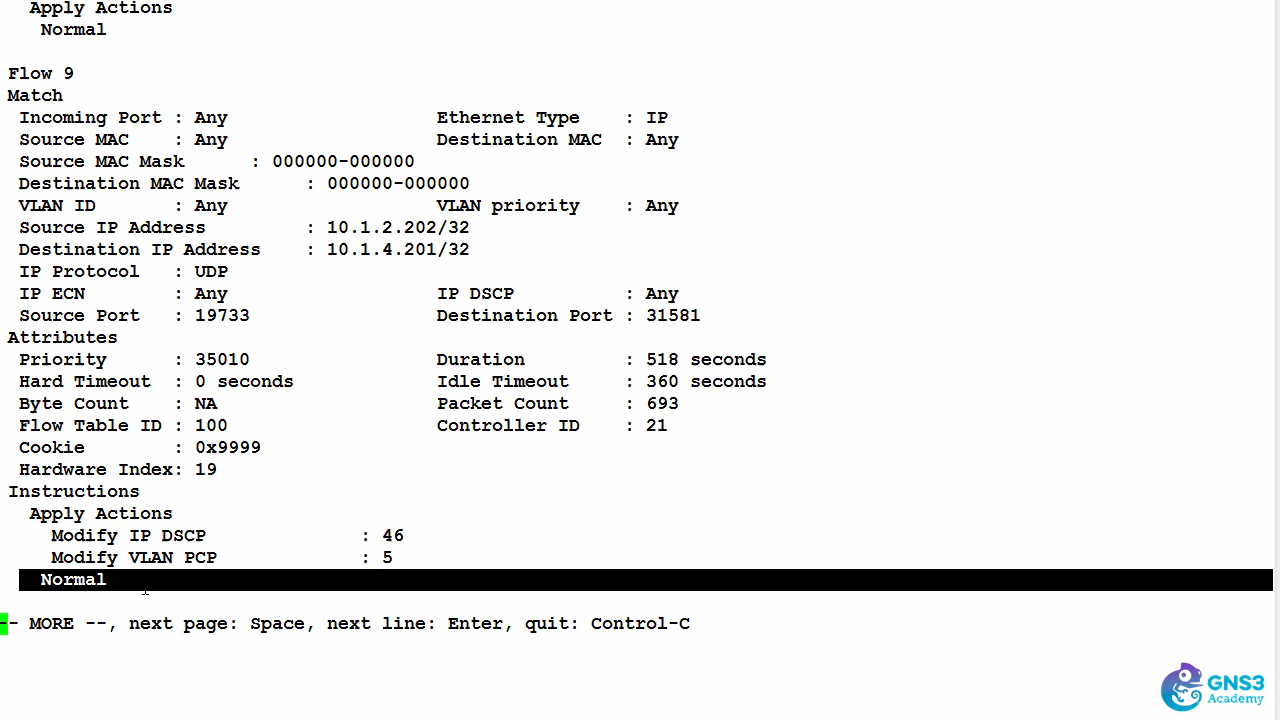 Apply Actions
Normal
Flow 9
Match
Incoming Port : Any Ethernet Type : IP
Source MAC : Any Destination MAC : Any
Source MAC Mask : 000000-000000
Destination MAC Mask : 000000-000000
VLAN ID : Any VLAN priority : Any
Source IP Address : 10.1.2.202/32
Destination IP Address : 10.1.4.201/32
IP Protocol : UDP
IP ECN : Any IP DSCP : Any
Source Port : 19733 Destination Port : 31581
Attributes
Priority : 35010 Duration : 518 seconds
Hard Timeout : 0 seconds Idle Timeout : 360 seconds
Byte Count : NA Packet Count : 693
Flow Table ID : 100 Controller ID : 21
Cookie : 0x9999
Hardware Index: 19
Instructions
Apply Actions
Modify IP DSCP : 46
Modify VLAN PCP : 5
Normal
-- MORE --, next page: Space, next line: Enter, quit: Control-C
GNS3
Academy